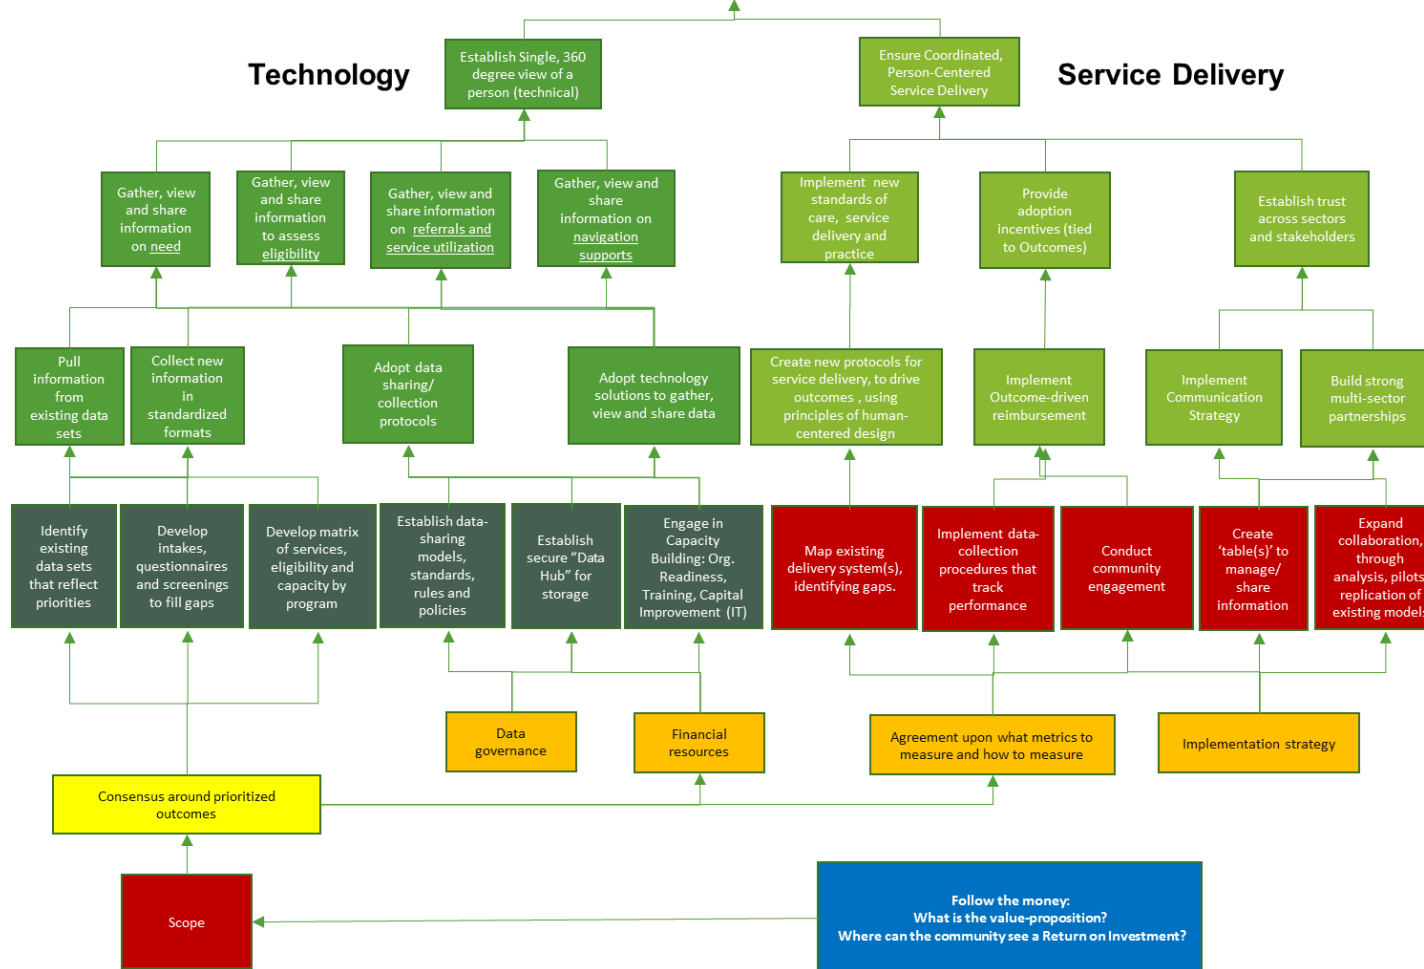 Technology
Establish Single, 360
degree view of a
person (technical)
Ensure Coordinated,
Person-Centered
Service Delivery
Service Delivery
Gather, view
and share
information
on need
Gather, view
and share
information
to assess
eligibility
Gather, view and
share information
on referrals and
service utilization
Gather, view and
share
information on
navigation
supports
Implement new
standards of
care, service
delivery and
practice
Provide
adoption
incentives (tied
to Outcomes)
Establish trust
across sectors
and stakeholders
Pull
information
from
existing data
sets
Collect new
information
in
standardized
formats
Adopt data
sharing/
collection
protocols
Adopt technology
solutions to gather,
view and share data
Create new protocols for
service delivery, to drive
outcomes , using
principles of human-
centered design
Implement
Outcome-driven
reimbursement
Implement
Communication
Strategy
Build strong
multi-sector
partnerships
Identify
existing
data sets
that reflect
priorities
Develop
intakes,
questionnaires
and screenings
to fill gaps
Develop matrix
of services,
eligibility and
capacity by
program
Establish data-
sharing
models,
standards,
rules and
policies
Establish
secure “Data
Hub” for
storage
Engage in
Capacity
Building: Org.
Readiness,
Training, Capital
Improvement (IT)
Map existing
delivery system(s),
identifying gaps.
Implement data-
collection
procedures that
track
performance
Conduct
community
engagement
Create
‘table(s)’ to
manage/
share
information
Expand
collaboration,
through
analysis, pilots,
replication of
existing models
Data
governance
Financial
resources
Agreement upon what metrics to
measure and how to measure
Implementation strategy
Consensus around prioritized
outcomes
Scope
Follow the money:
What is the value-proposition?
Where can the community see a Return on Investment?